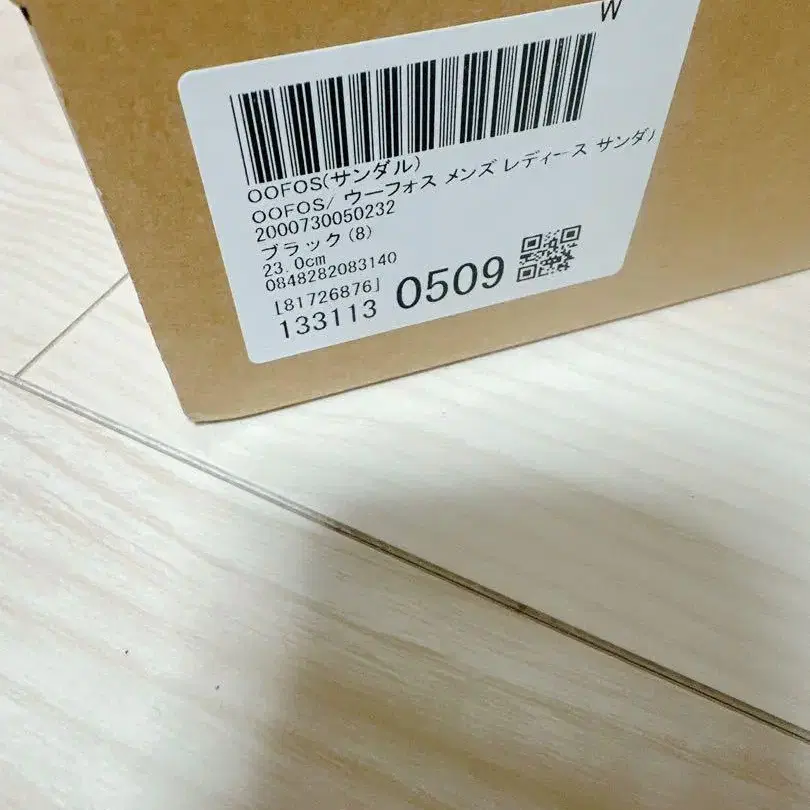 W
OOFOS(サンダル)
OOFOS/ ウーフォス メンズ レディース サンダ
2000730050232
ブラック(8)
23.0cm
0848282083140
[81726876]
133113 0509